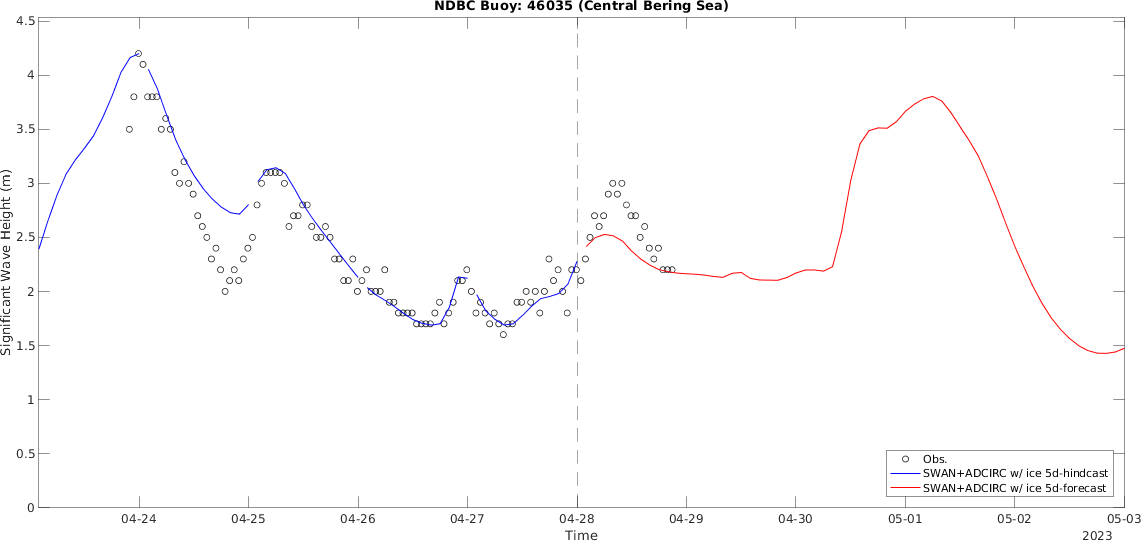 NDBC Buoy: 46035 (Central Bering Sea)
4.5
4
3.5
3
2.5
2
1.5
1
0.5
0
Significant Wave Height (m)
Obs.
SWAN+ADCIRC w/ ice 5d-hindcast
SWAN+ADCIRC w/ ice 5d-forecast
04-24 04-25 04-26 04-27 04-28 04-29 04-30 05-01 05-02 05-03
Time
2023